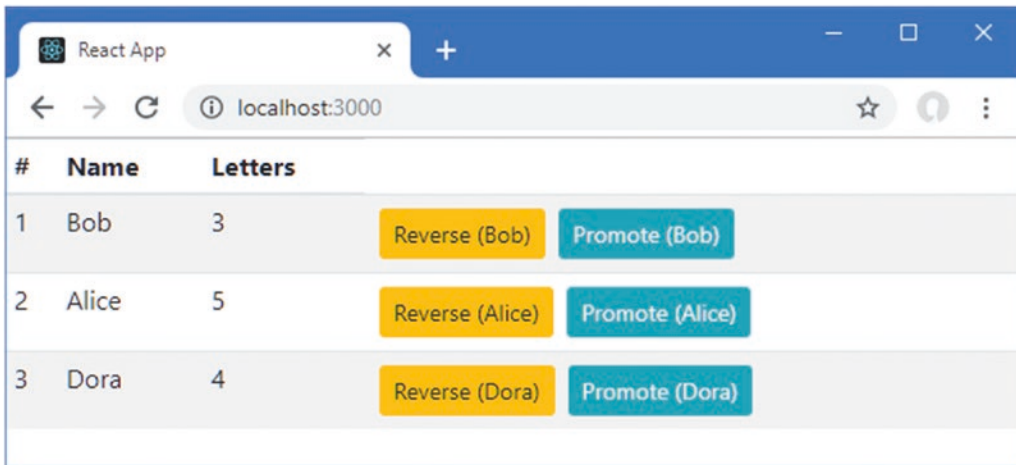 React App
localhost:3000
# Name Letters
1 Bob 3 Reverse (Bob) Promote (Bob)
2 Alice 5 Reverse (Alice) Promote (Alice)
3 Dora 4 Reverse (Dora) Promote (Dora)